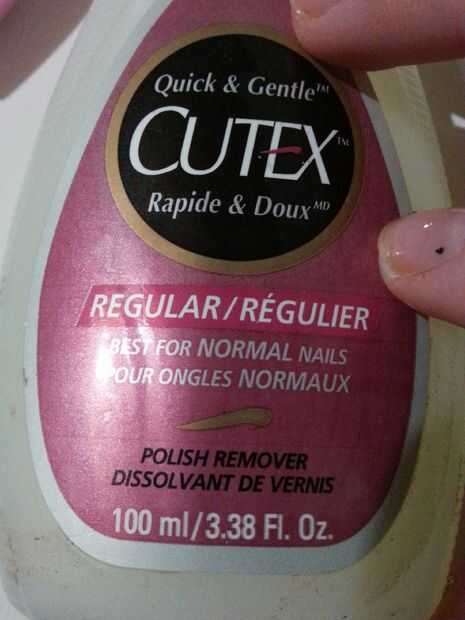 Quick & Gentle™
CUTEX™
Rapide & Doux MD
REGULAR/RÉGULIER
BEST FOR NORMAL NAILS
POUR ONGLES NORMAUX
POLISH REMOVER
DISSOLVANT DE VERNIS
100 ml/3.38 Fl. Oz.